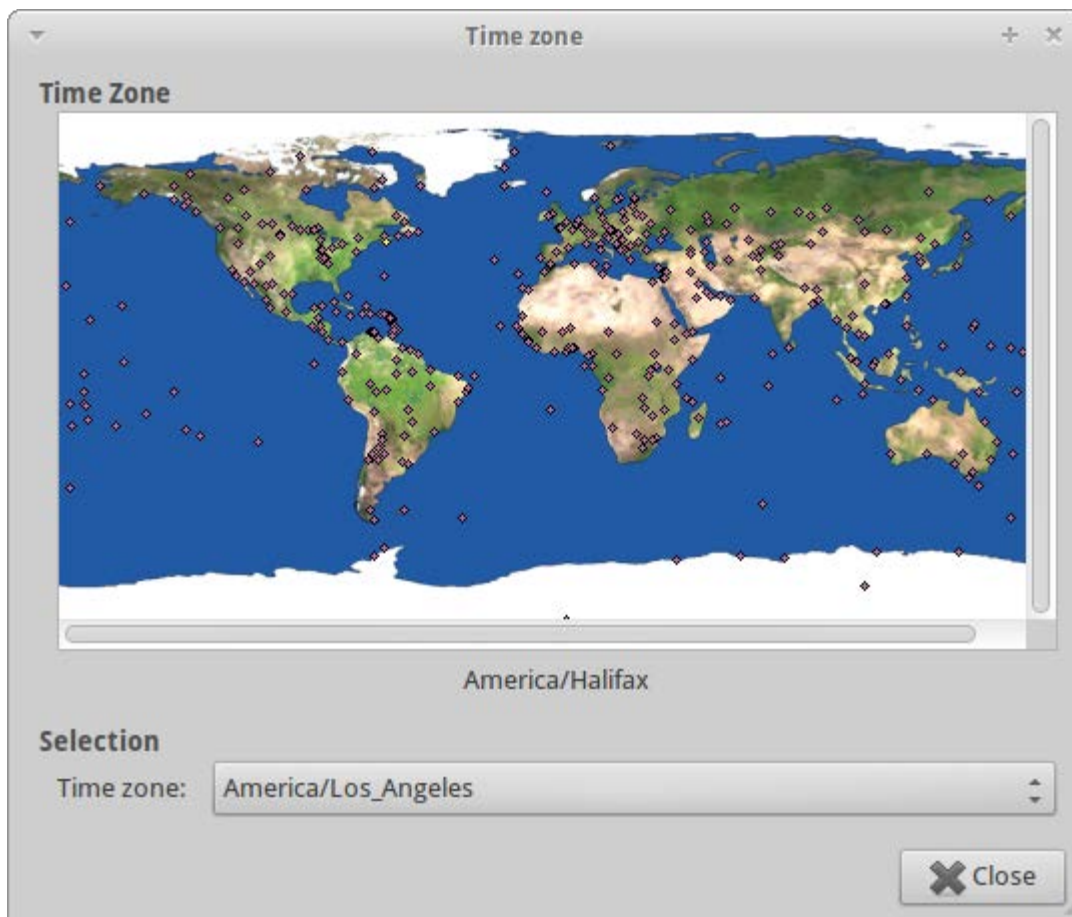 Time zone
Time Zone
America/Halifax
Selection
Time zone: America/Los_Angeles
Close